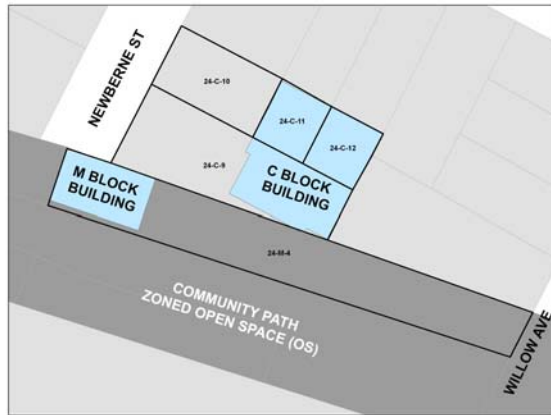 NEWBERNE ST
24-C-10
24-C-11
24-C-12
24-C-9
C BLOCK
BUILDING
M BLOCK
BUILDING
24-M-4
COMMUNITY PATH
ZONED OPEN SPACE (OS)
WILLOW AVE